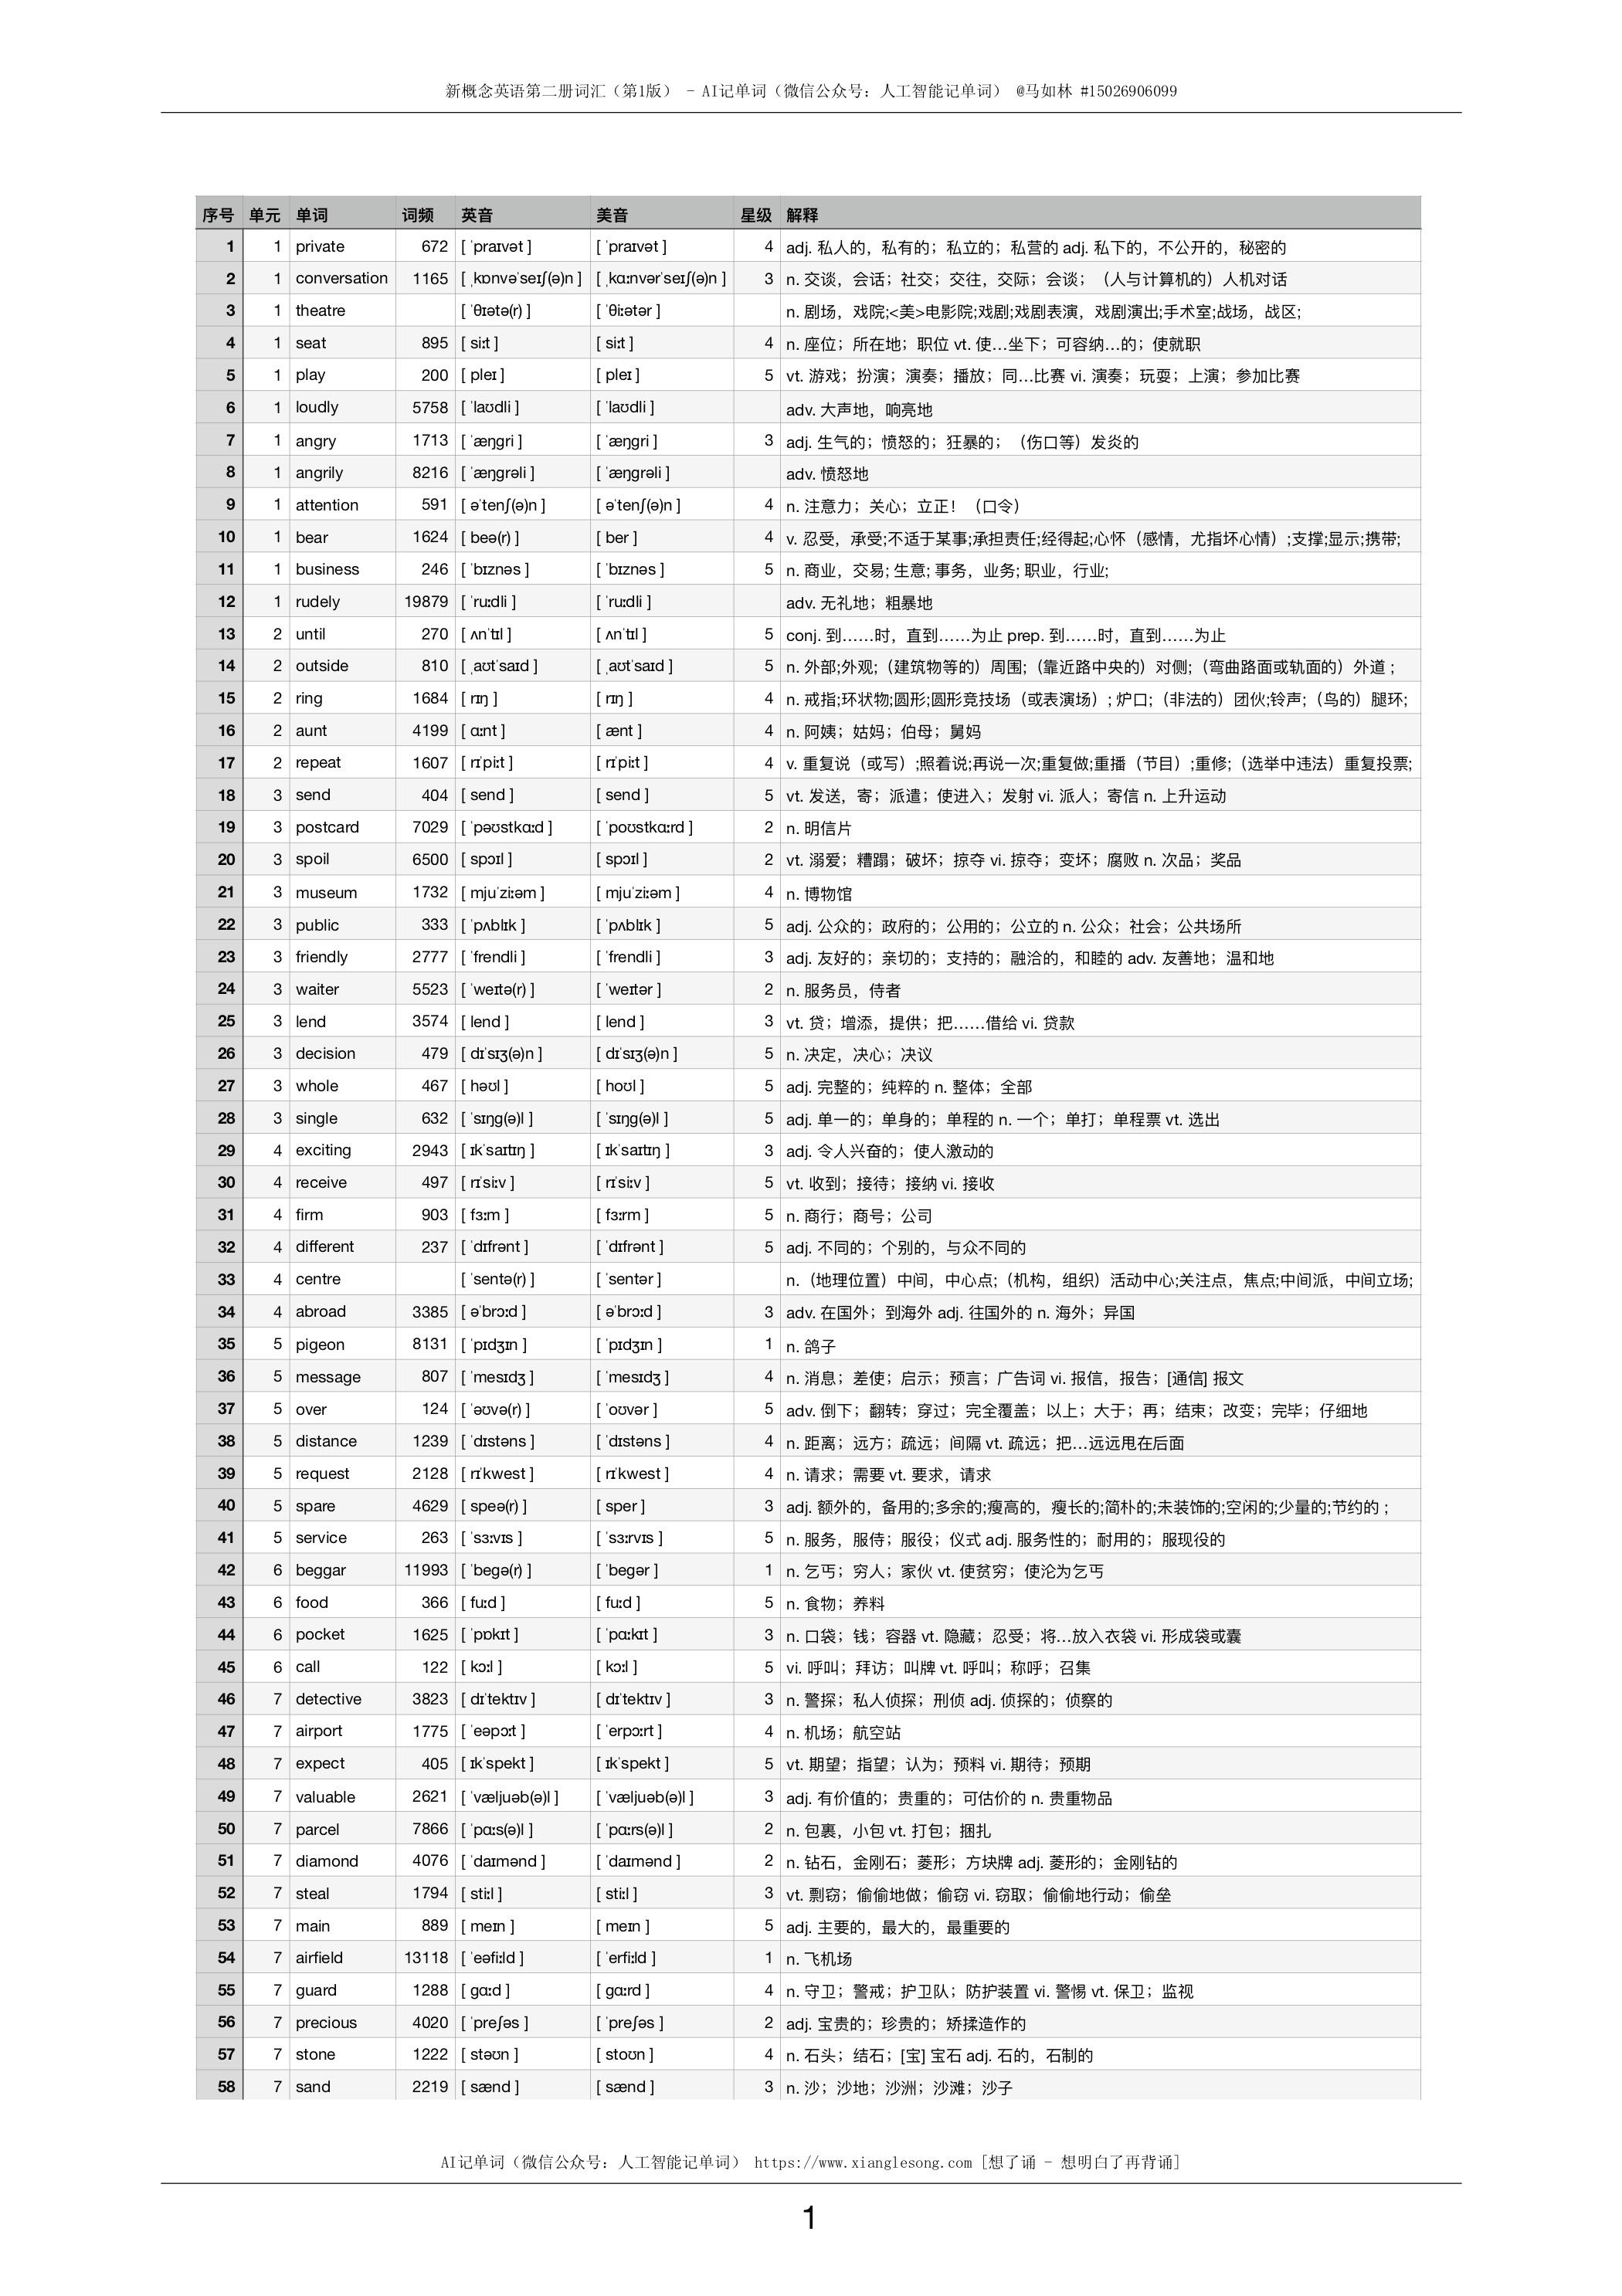 新概念英语第二册词汇（第1版） - AI记单词（微信公众号：人工智能记单词） @马如林 #15026906099
序号 单元 单词 词频 英音 美音 星级 解释
1 1 private 672 [ ˈpraɪvət ] [ ˈpraɪvət ] 4 adj. 私人的，私有的；私立的；私营的 adj. 私下的，不公开的，秘密的
2 1 conversation 1165 [ ˌkɒnvəˈseɪʃ(ə)n ] [ ˌkɑːnvərˈseɪʃ(ə)n ] 3 n. 交谈，会话；社交；交往，交际；会谈；（人与计算机的）人机对话
3 1 theatre [ ˈθɪətə(r) ] [ ˈθiːətər ] n. 剧场，戏院;<美>电影院;戏剧;戏剧表演，戏剧演出;手术室;战场，战区;
4 1 seat 895 [ siːt ] [ siːt ] 4 n. 座位；所在地；职位 vt. 使…坐下；可容纳…的；使就职
5 1 play 200 [ pleɪ ] [ pleɪ ] 5 vt. 游戏；扮演；演奏；播放；同…比赛 vi. 演奏；玩耍；上演；参加比赛
6 1 loudly 5758 [ ˈlaʊdli ] [ ˈlaʊdli ] adv. 大声地，响亮地
7 1 angry 1713 [ ˈæŋɡri ] [ ˈæŋɡri ] 3 adj. 生气的；愤怒的；狂暴的；（伤口等）发炎的
8 1 angrily 8216 [ ˈæŋɡrəli ] [ ˈæŋɡrəli ] adv. 愤怒地
9 1 attention 591 [ əˈtenʃ(ə)n ] [ əˈtenʃ(ə)n ] 4 n. 注意力；关心；立正！（口令）
10 1 bear 1624 [ beə(r) ] [ ber ] 4 v. 忍受，承受;不适于某事;承担责任;经得起;心怀（感情，尤指坏心情）;支撑;显示;携带;
11 1 business 246 [ ˈbɪznəs ] [ ˈbɪznəs ] 5 n. 商业，交易; 生意; 事务，业务; 职业，行业;
12 1 rudely 19879 [ ˈruːdli ] [ ˈruːdli ] adv. 无礼地；粗暴地
13 2 until 270 [ ʌnˈtɪl ] [ ʌnˈtɪl ] 5 conj. 到……时，直到……为止 prep. 到……时，直到……为止
14 2 outside 810 [ ˌaʊtˈsaɪd ] [ ˌaʊtˈsaɪd ] 5 n. 外部;外观;（建筑物等的）周围;（靠近路中央的）对侧;（弯曲路面或轨面的）外道 ;
15 2 ring 1684 [ rɪŋ ] [ rɪŋ ] 4 n. 戒指;环状物;圆形;圆形竞技场（或表演场）; 炉口;（非法的）团伙;铃声;（鸟的）腿环;
16 2 aunt 4199 [ ɑːnt ] [ ænt ] 4 n. 阿姨；姑妈；伯母；舅妈
17 2 repeat 1607 [ rɪˈpiːt ] [ rɪˈpiːt ] 4 v. 重复说（或写）;照着说;再说一次;重复做;重播（节目）;重修;（选举中违法）重复投票;
18 3 send 404 [ send ] [ send ] 5 vt. 发送，寄；派遣；使进入；发射 vi. 派人；寄信 n. 上升运动
19 3 postcard 7029 [ ˈpəʊstkɑːd ] [ ˈpoʊstkɑːrd ] 2 n. 明信片
20 3 spoil 6500 [ spɔɪl ] [ spɔɪl ] 2 vt. 溺爱；糟蹋；破坏；掠夺 vi. 掠夺；变坏；腐败 n. 次品；奖品
21 3 museum 1732 [ mjuˈziːəm ] [ mjuˈziːəm ] 4 n. 博物馆
22 3 public 333 [ ˈpʌblɪk ] [ ˈpʌblɪk ] 5 adj. 公众的；政府的；公用的；公立的 n. 公众；社会；公共场所
23 3 friendly 2777 [ ˈfrendli ] [ ˈfrendli ] 3 adj. 友好的；亲切的；支持的；融洽的，和睦的 adv. 友善地；温和地
24 3 waiter 5523 [ ˈweɪtə(r) ] [ ˈweɪtər ] 2 n. 服务员，侍者
25 3 lend 3574 [ lend ] [ lend ] 3 vt. 贷；增添，提供；把……借给 vi. 贷款
26 3 decision 479 [ dɪˈsɪʒ(ə)n ] [ dɪˈsɪʒ(ə)n ] 5 n. 决定，决心；决议
27 3 whole 467 [ həʊl ] [ hoʊl ] 5 adj. 完整的；纯粹的 n. 整体；全部
28 3 single 632 [ ˈsɪŋɡ(ə)l ] [ ˈsɪŋɡ(ə)l ] 5 adj. 单一的；单身的；单程的 n. 一个；单打；单程票 vt. 选出
29 4 exciting 2943 [ ɪkˈsaɪtɪŋ ] [ ɪkˈsaɪtɪŋ ] 3 adj. 令人兴奋的；使人激动的
30 4 receive 497 [ rɪˈsiːv ] [ rɪˈsiːv ] 5 vt. 收到；接待；接纳 vi. 接收
31 4 firm 903 [ fɜːm ] [ fɜːrm ] 5 n. 商行；商号；公司
32 4 different 237 [ ˈdɪfrənt ] [ ˈdɪfrənt ] 5 adj. 不同的；个别的，与众不同的
33 4 centre [ ˈsentə(r) ] [ ˈsentər ] n.（地理位置）中间，中心点;（机构，组织）活动中心;关注点，焦点;中间派，中间立场;
34 4 abroad 3385 [ əˈbrɔːd ] [ əˈbrɔːd ] 3 adv. 在国外；到海外 adj. 往国外的 n. 海外；异国
35 5 pigeon 8131 [ ˈpɪdʒɪn ] [ ˈpɪdʒɪn ] 1 n. 鸽子
36 5 message 807 [ ˈmesɪdʒ ] [ ˈmesɪdʒ ] 4 n. 消息；差使；启示；预言；广告词 vi. 报信，报告；[通信] 报文
37 5 over 124 [ ˈəʊvə(r) ] [ ˈoʊvər ] 5 adv. 倒下；翻转；穿过；完全覆盖；以上；大于；再；结束；改变；完毕；仔细地
38 5 distance 1239 [ ˈdɪstəns ] [ ˈdɪstəns ] 4 n. 距离；远方；疏远；间隔 vt. 疏远；把…远远甩在后面
39 5 request 2128 [ rɪˈkwest ] [ rɪˈkwest ] 4 n. 请求；需要 vt. 要求，请求
40 5 spare 4629 [ speə(r) ] [ sper ] 3 adj. 额外的，备用的;多余的;瘦高的，瘦长的;简朴的;未装饰的;空闲的;少量的;节约的 ;
41 5 service 263 [ ˈsɜːvɪs ] [ ˈsɜːrvɪs ] 5 n. 服务，服侍；服役；仪式 adj. 服务性的；耐用的；服现役的
42 6 beggar 11993 [ ˈbeɡə(r) ] [ ˈbeɡər ] 1 n. 乞丐；穷人；家伙 vt. 使贫穷；使沦为乞丐
43 6 food 366 [ fuːd ] [ fuːd ] 5 n. 食物；养料
44 6 pocket 1625 [ ˈpɒkɪt ] [ ˈpɑːkɪt ] 3 n. 口袋；钱；容器 vt. 隐藏；忍受；将…放入衣袋 vi. 形成袋或囊
45 6 call 122 [ kɔːl ] [ kɔːl ] 5 vi. 呼叫；拜访；叫牌 vt. 呼叫；称呼；召集
46 7 detective 3823 [ dɪˈtektɪv ] [ dɪˈtektɪv ] 3 n. 警探；私人侦探；刑侦 adj. 侦探的；侦察的
47 7 airport 1775 [ ˈeəpɔːt ] [ ˈerpɔːrt ] 4 n. 机场；航空站
48 7 expect 405 [ ɪkˈspekt ] [ ɪkˈspekt ] 5 vt. 期望；指望；认为；预料 vi. 期待；预期
49 7 valuable 2621 [ ˈvæljuəb(ə)l ] [ ˈvæljuəb(ə)l ] 3 adj. 有价值的；贵重的；可估价的 n. 贵重物品
50 7 parcel 7866 [ ˈpɑːs(ə)l ] [ ˈpɑːrs(ə)l ] 2 n. 包裹，小包 vt. 打包；捆扎
51 7 diamond 4076 [ ˈdaɪmənd ] [ ˈdaɪmənd ] 2 n. 钻石，金刚石；菱形；方块牌 adj. 菱形的；金刚钻的
52 7 steal 1794 [ stiːl ] [ stiːl ] 3 vt. 剽窃；偷偷地做；偷窃 vi. 窃取；偷偷地行动；偷垒
53 7 main 889 [ meɪn ] [ meɪn ] 5 adj. 主要的，最大的，最重要的
54 7 airfield 13118 [ ˈeəfiːld ] [ ˈerfiːld ] 1 n. 飞机场
55 7 guard 1288 [ ɡɑːd ] [ ɡɑːrd ] 4 n. 守卫；警戒；护卫队；防护装置 vi. 警惕 vt. 保卫；监视
56 7 precious 4020 [ ˈpreʃəs ] [ ˈpreʃəs ] 2 adj. 宝贵的；珍贵的；矫揉造作的
57 7 stone 1222 [ stəʊn ] [ stoʊn ] 4 n. 石头；结石；[宝] 宝石 adj. 石的，石制的
58 7 sand 2219 [ sænd ] [ sænd ] 3 n. 沙；沙地；沙洲；沙滩；沙子
AI记单词（微信公众号：人工智能记单词） https://www.xianglesong.com [想了诵 - 想明白了再背诵]
1